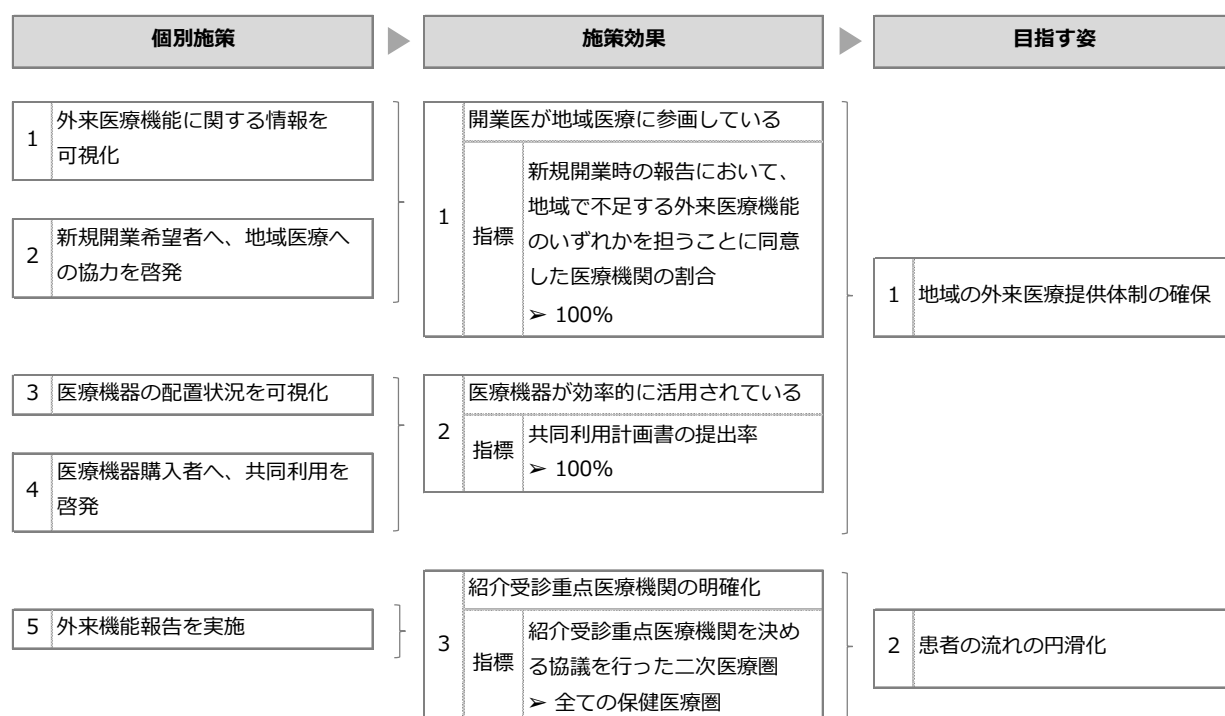 個別施策
施策効果
目指す姿
1
外来医療機能に関する情報を
可視化
2
新規開業希望者へ、地域医療へ
の協力を啓発
3
医療機器の配置状況を可視化
4
医療機器購入者へ、共同利用を
啓発
5
外来機能報告を実施
1
開業医が地域医療に参画している
指標
新規開業時の報告において、
地域で不足する外来医療機能
のいずれかを担うことに同意
した医療機関の割合
➢ 100%
2
医療機器が効率的に活用されている
指標
共同利用計画書の提出率
➢ 100%
3
紹介受診重点医療機関の明確化
指標
紹介受診重点医療機関を決め
る協議を行った二次医療圏
➢ 全ての保健医療圏
1
地域の外来医療提供体制の確保
2
患者の流れの円滑化